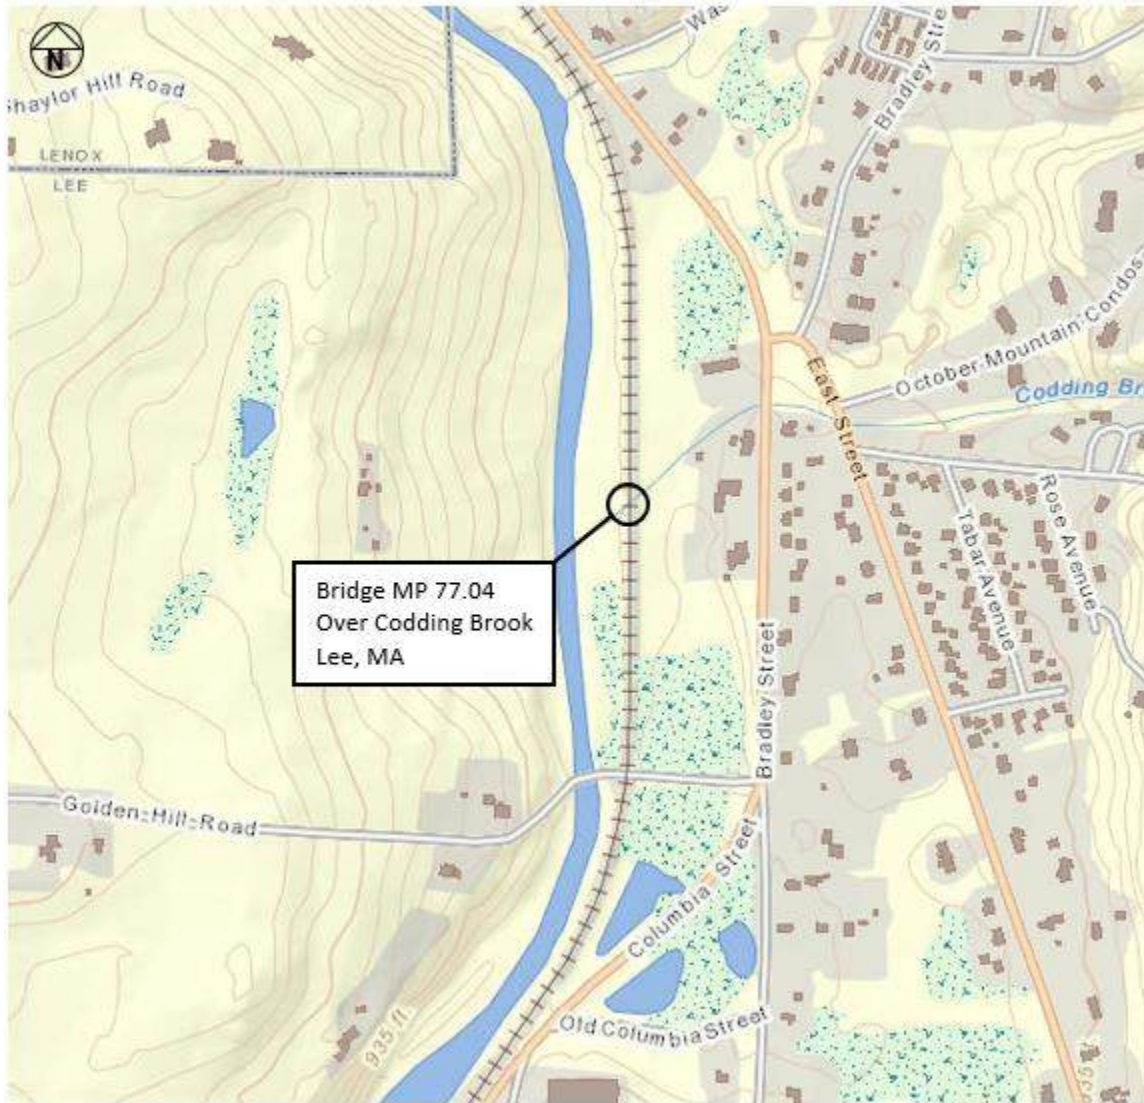 N
Shaylor Hill Road
LENOX
LEE
Bradley Stre
October Mountain Condos
Codding Br
East Street
Rose Avenue
Tabar Avenue
Bridge MP 77.04
Over Codding Brook
Lee, MA
Bradley Street
Golden-Hill-Road
Columbia Street
Old Columbia Street
935 ft.
935